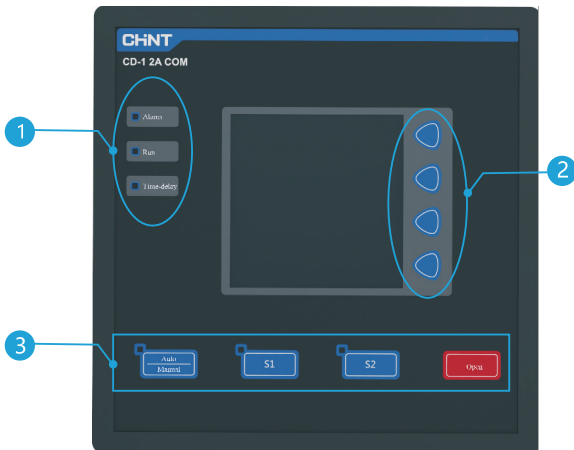 CHNT
CD-1 2A COM
1
Alarm
Run
Time-delay
2
3
Auto
Manual
S1
S2
Open